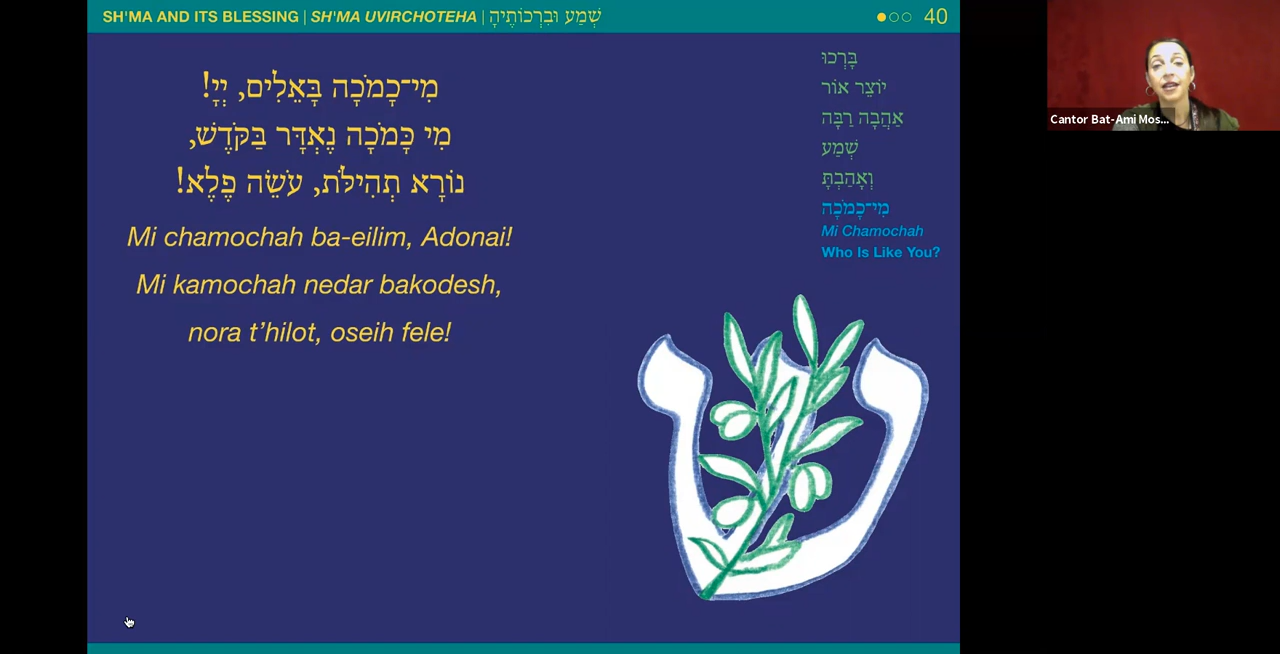 SH'MA AND ITS BLESSING | SH'MA UVIRCHOTEHA | שְׁמַע וּבִרְכוֹתֶיהָ 40
מִי־כָמֹכָה בָּאֵלִים, יְיָ!
מִי כָּמֹכָה נֶאְדָּר בַּקֹּדֶשׁ,
נוֹרָא תְהִילֹּת, עֹשֵׂה פֶלֶא!
Mi chamochah ba-eilim, Adonai!
Mi kamochah nedar bakodesh,
nora t'hilot, oseih fele!
בָּרְכוּ
יוֹצֵר אוֹר
אַהֲבָה רַבָּה
שְׁמַע
וְאָהַבְתָּ
מִי־כָמֹכָה
Mi Chamochah
Who Is Like You?
ש
Cantor Bat-Ami Mos...